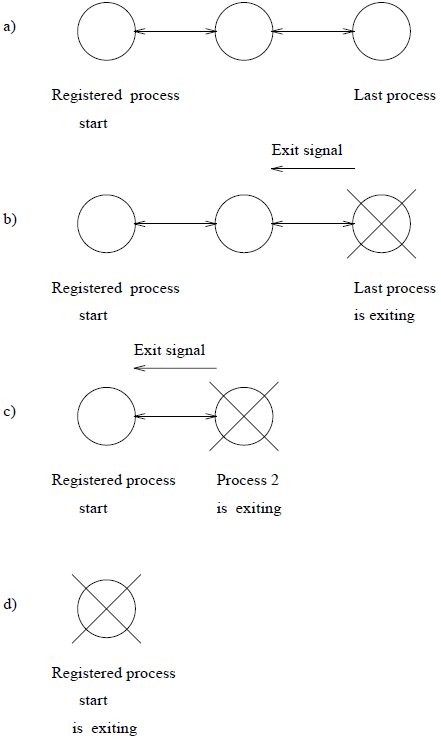 a)
Registered process
Last process
start
Exit signal
b)
Registered process
Last process
start
is exiting
Exit signal
c)
Registered process
Process 2
start
is exiting
d)
Registered process
start
is exiting